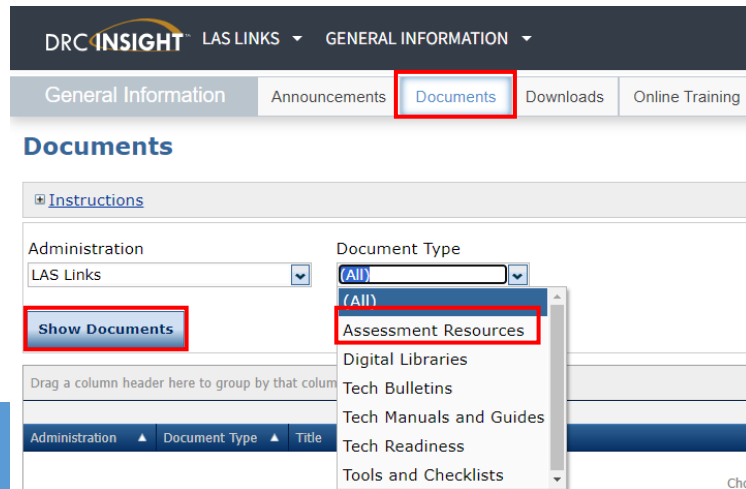 DRC INSIGHT™ LAS LINKS GENERAL INFORMATION
General Information Announcements Documents Downloads Online Training
Documents
Instructions
Administration Document Type
LAS Links (All)
(All)
Show Documents Assessment Resources
Digital Libraries
Drag a column header here to group by that colum
Tech Bulletins
Tech Manuals and Guides
Administration Document Type Title
Tech Readiness
Tools and Checklists